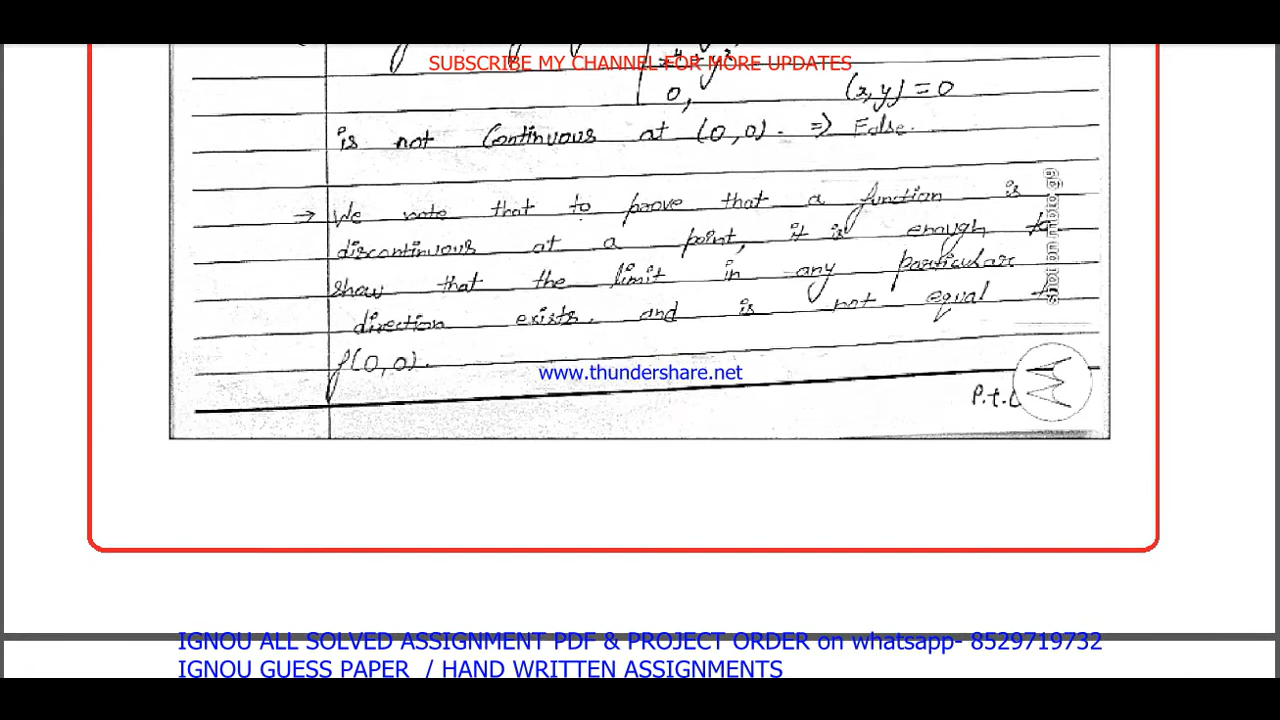 SUBSCRIBE MY CHANNEL FOR MORE UPDATES
0, (x,y) = 0
is not Continuous at (0,0). ⇒ False.
→ We note that to prove that a function is
discontinuous at a point, it is enough to
show that the limit in any particular
direction exists. and is not equal
f(0,0).
www.thundershare.net
P.t.
IGNOU ALL SOLVED ASSIGNMENT PDF & PROJECT ORDER on whatsapp- 8529719732
IGNOU GUESS PAPER / HAND WRITTEN ASSIGNMENTS